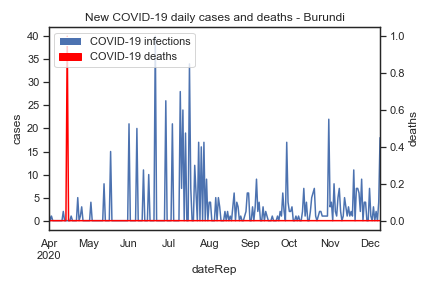 New COVID-19 daily cases and deaths - Burundi
COVID-19 infections
COVID-19 deaths
cases
40
35
30
25
20
15
10
5
0
deaths
1.0
0.8
0.6
0.4
0.2
0.0
Apr May Jun Jul Aug Sep Oct Nov Dec
2020
dateRep